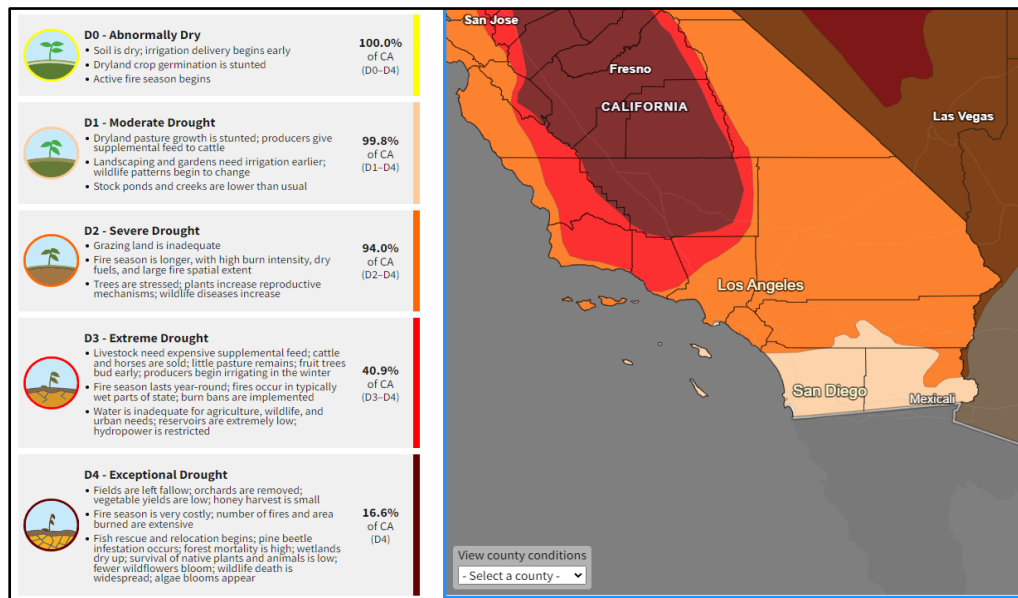 D0 - Abnormally Dry
• Soil is dry; irrigation delivery begins early
• Dryland crop germination is stunted
• Active fire season begins
100.0%
of CA
(D0–D4)
D1 - Moderate Drought
• Dryland pasture growth is stunted; producers give
supplemental feed to cattle
• Landscaping and gardens need irrigation earlier;
wildlife patterns begin to change
• Stock ponds and creeks are lower than usual
99.8%
of CA
(D1–D4)
D2 - Severe Drought
• Grazing land is inadequate
• Fire season is longer, with high burn intensity, dry
fuels, and large fire spatial extent
• Trees are stressed; plants increase reproductive
mechanisms; wildlife diseases increase
94.0%
of CA
(D2–D4)
D3 - Extreme Drought
• Livestock need expensive supplemental feed; cattle
and horses are sold; little pasture remains; fruit trees
bud early; producers begin irrigating in the winter
• Fire season lasts year-round; fires occur in typically
wet parts of state; burn bans are implemented
• Water is inadequate for agriculture, wildlife, and
urban needs; reservoirs are extremely low;
hydropower is restricted
40.9%
of CA
(D3–D4)
D4 - Exceptional Drought
• Fields are left fallow; orchards are removed;
vegetable yields are low; honey harvest is small
• Fire season is very costly; number of fires and area
burned are extensive
• Fish rescue and relocation begins; pine beetle
infestation occurs; forest mortality is high; wetlands
dry up; survival of native plants and animals is low;
fewer wildflowers bloom; wildlife death is
widespread; algae blooms appear
16.6%
of CA
(D4)
San Jose
Fresno
CALIFORNIA
Las Vegas
Los Angeles
San Diego
Mexicali
View county conditions
- Select a county -